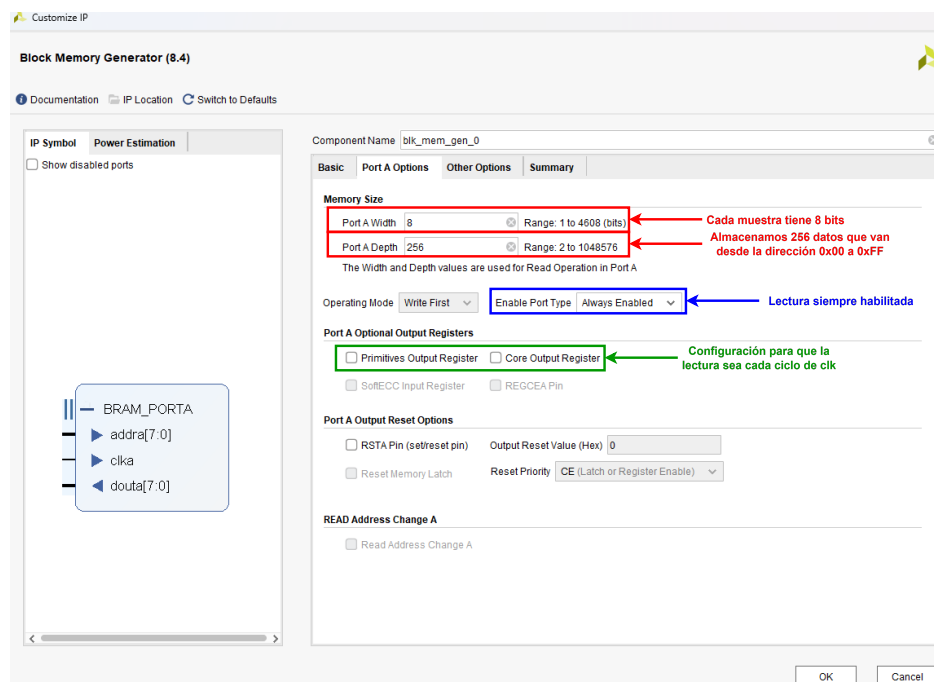 Customize IP
Block Memory Generator (8.4)
Documentation IP Location Switch to Defaults
IP Symbol Power Estimation
Show disabled ports
BRAM_PORTA
addra[7:0]
clka
douta[7:0]
Component Name blk_mem_gen_0
Basic Port A Options Other Options Summary
Memory Size
Port A Width 8 Range: 1 to 4608 (bits)
Cada muestra tiene 8 bits
Port A Depth 256 Range: 2 to 1048576
Almacenamos 256 datos que van
desde la dirección 0x00 a 0xFF
The Width and Depth values are used for Read Operation in Port A
Operating Mode Write First Enable Port Type Always Enabled
Lectura siempre habilitada
Port A Optional Output Registers
Primitives Output Register Core Output Register
Configuración para que la
lectura sea cada ciclo de clk
SoftECC Input Register REGCEA Pin
Port A Output Reset Options
RSTA Pin (set/reset pin) Output Reset Value (Hex) 0
Reset Memory Latch Reset Priority CE (Latch or Register Enable)
READ Address Change A
Read Address Change A
OK Cancel